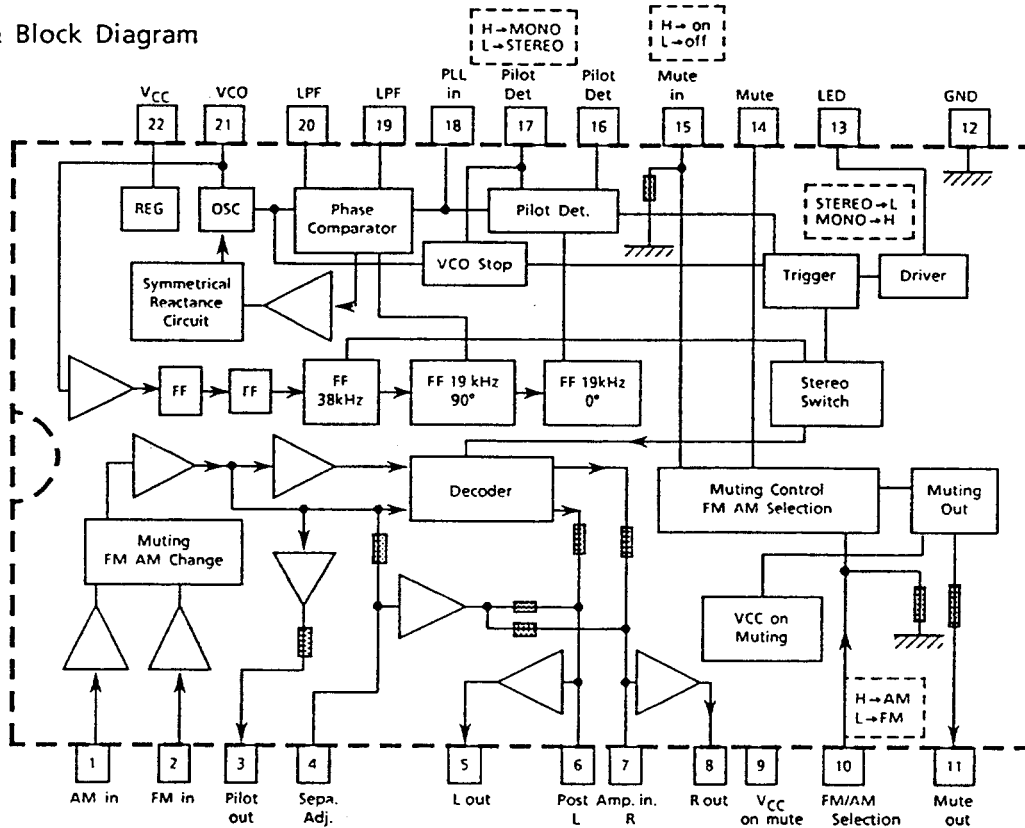 & Block Diagram
H→MONO
L→STEREO
H→on
L→off
VCC
VCO
LPF
LPF
PLL
in
Pilot
Det
Pilot
Det
Mute
in
Mute
LED
GND
22
21
20
19
18
17
16
15
14
13
12
REG
OSC
Phase
Comparator
Pilot Det.
STEREO→L
MONO→H
VCO Stop
Trigger
Driver
Symmetrical
Reactance
Circuit
FF
FF
FF
38kHz
FF 19 kHz
90°
FF 19kHz
0°
Stereo
Switch
Decoder
Muting Control
FM AM Selection
Muting
Out
Muting
FM AM Change
VCC on
Muting
H→AM
L→FM
1
2
3
4
5
6
7
8
9
10
11
AM in
FM in
Pilot
out
Sepa.
Adj.
L out
Post Amp. in.
L R
R out
VCC
on mute
FM/AM
Selection
Mute
out